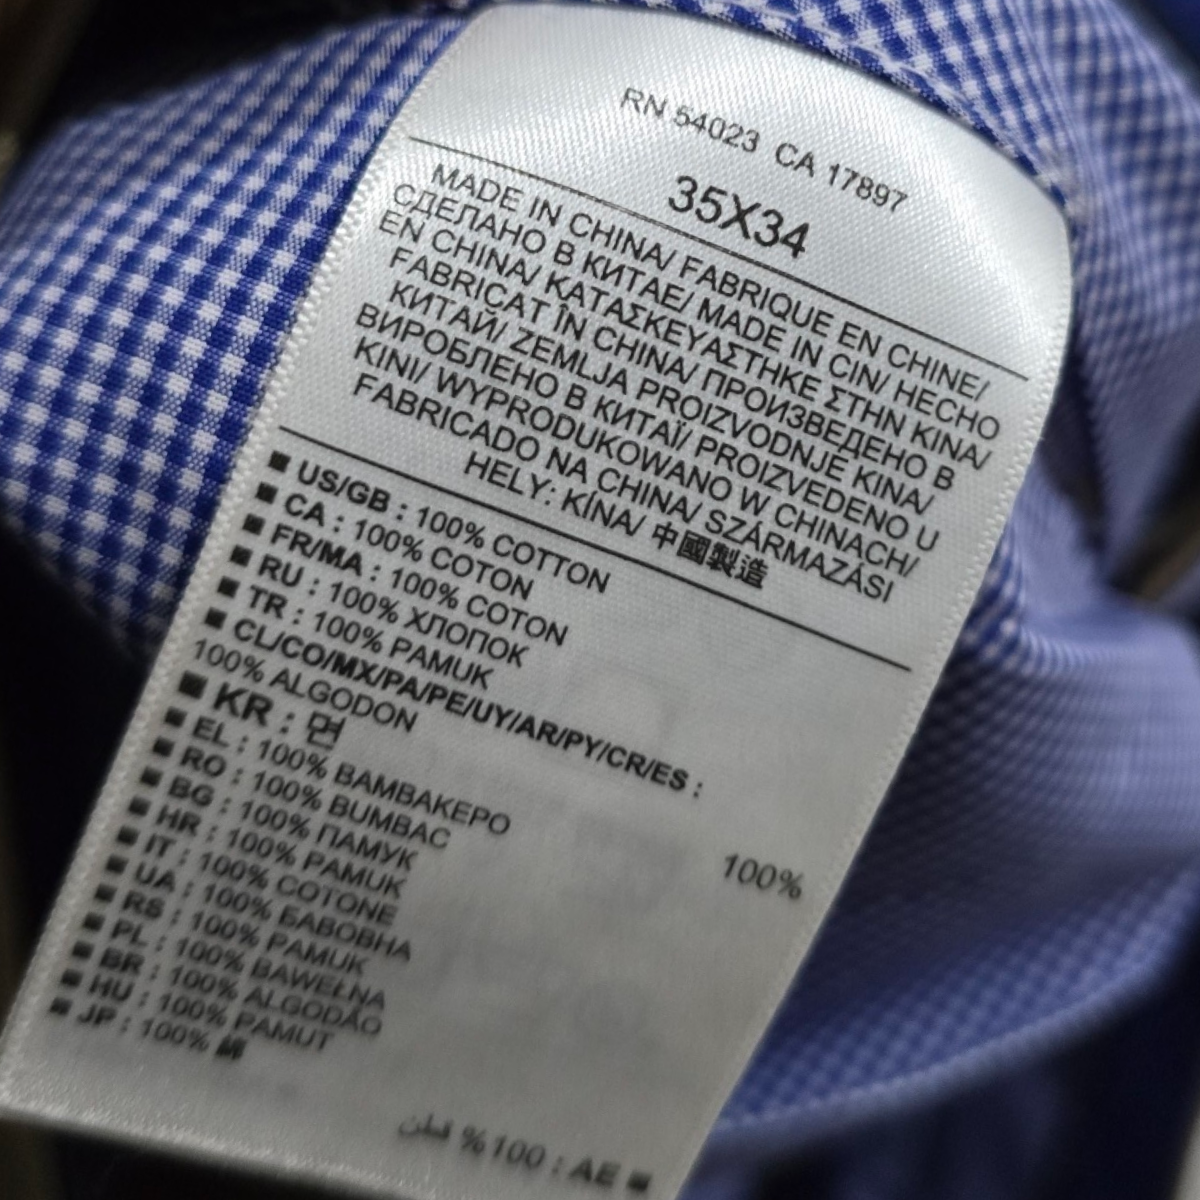 RN 54023 CA 17897
35X34
MADE IN CHINA/ FABRIQUE EN CHINE/
СДЕЛАНО В КИТАЕ/ MADE IN CIN/ HECHO
EN CHINA/ ΚΑΤΑΣΚΕΥΑΣΤΗΚΕ ΣΤΗΝ ΚΙΝΑ/
FABRICAT ÎN CHINA/ ПРОИЗВЕДЕНО В
КИТАЙ/ ZEMLJA PROIZVODNJE KINA/
ВИРОБЛЕНО В КИТАЇ/ PROIZVEDENO U
KINI/ WYPRODUKOWANO W CHINACH/
FABRICADO NA CHINA/ SZÁRMAZÁSI
HELY: KÍNA/ 中國製造
■ US/GB : 100% COTTON
■ CA : 100% COTON
■ FR/MA : 100% COTON
■ RU : 100% ХЛОПОК
■ TR : 100% PAMUK
■ CL/CO/MX/PA/PE/UY/AR/PY/CR/ES :
100% ALGODON
■ KR : 면 100%
■ EL : 100% ΒΑΜΒΑΚΕΡΟ
■ RO : 100% BUMBAC
■ BG : 100% ПАМУК
■ HR : 100% PAMUK
■ IT : 100% COTONE
■ UA : 100% БАВОВНА
■ RS : 100% PAMUK
■ PL : 100% BAWEŁNA
■ BR : 100% ALGODÃO
■ HU : 100% PAMUT
■ JP : 100% 綿
■ AE : 100% قطن